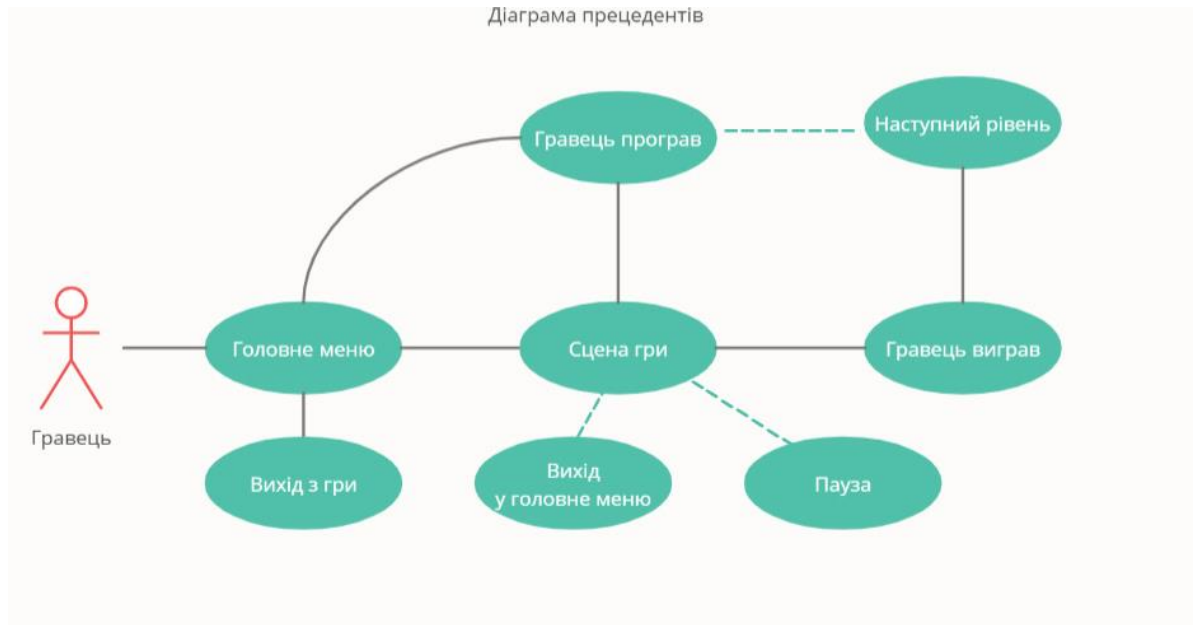 Діаграма прецедентів
Гравець програв
Наступний рівень
Головне меню
Сцена гри
Гравець виграв
Гравець
Вихід з гри
Вихід
у головне меню
Пауза